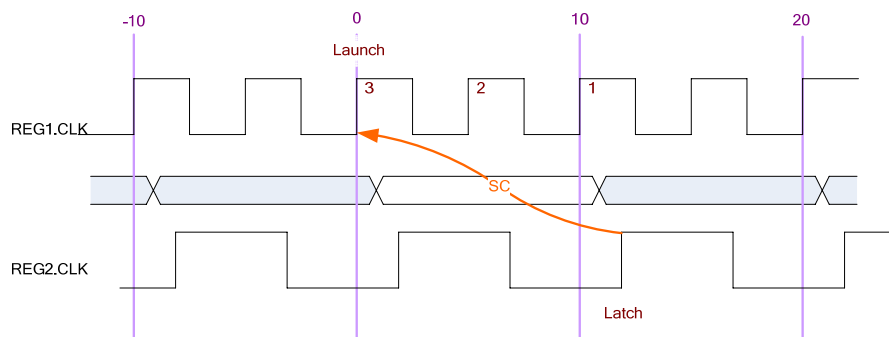 -10 0 10 20
Launch
3 2 1
REG1.CLK
SC
REG2.CLK
Latch